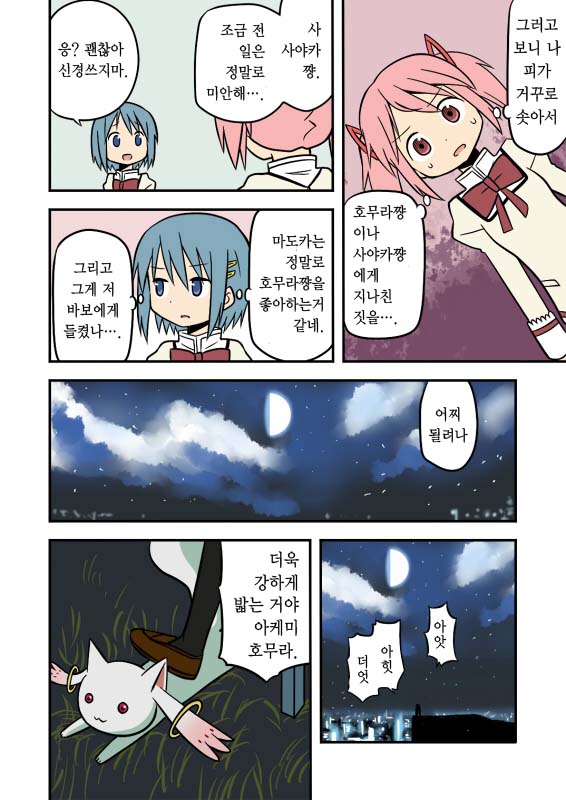 그러고
보니 나
피가
거꾸로
솟아서
호무라쨩
이나
사야카쨩
에게
지나친
짓을….
사
사야카
쨩.
조금 전
일은
정말로
미안해….
응? 괜찮아
신경쓰지마.
마도카는
정말로
호무라쨩을
좋아하는거
같네.
그리고
그게 저
바보에게
들켰나….
어찌
될려나
아앗
아힛
더엇
더욱
강하게
밟는 거야
아케미
호무라.